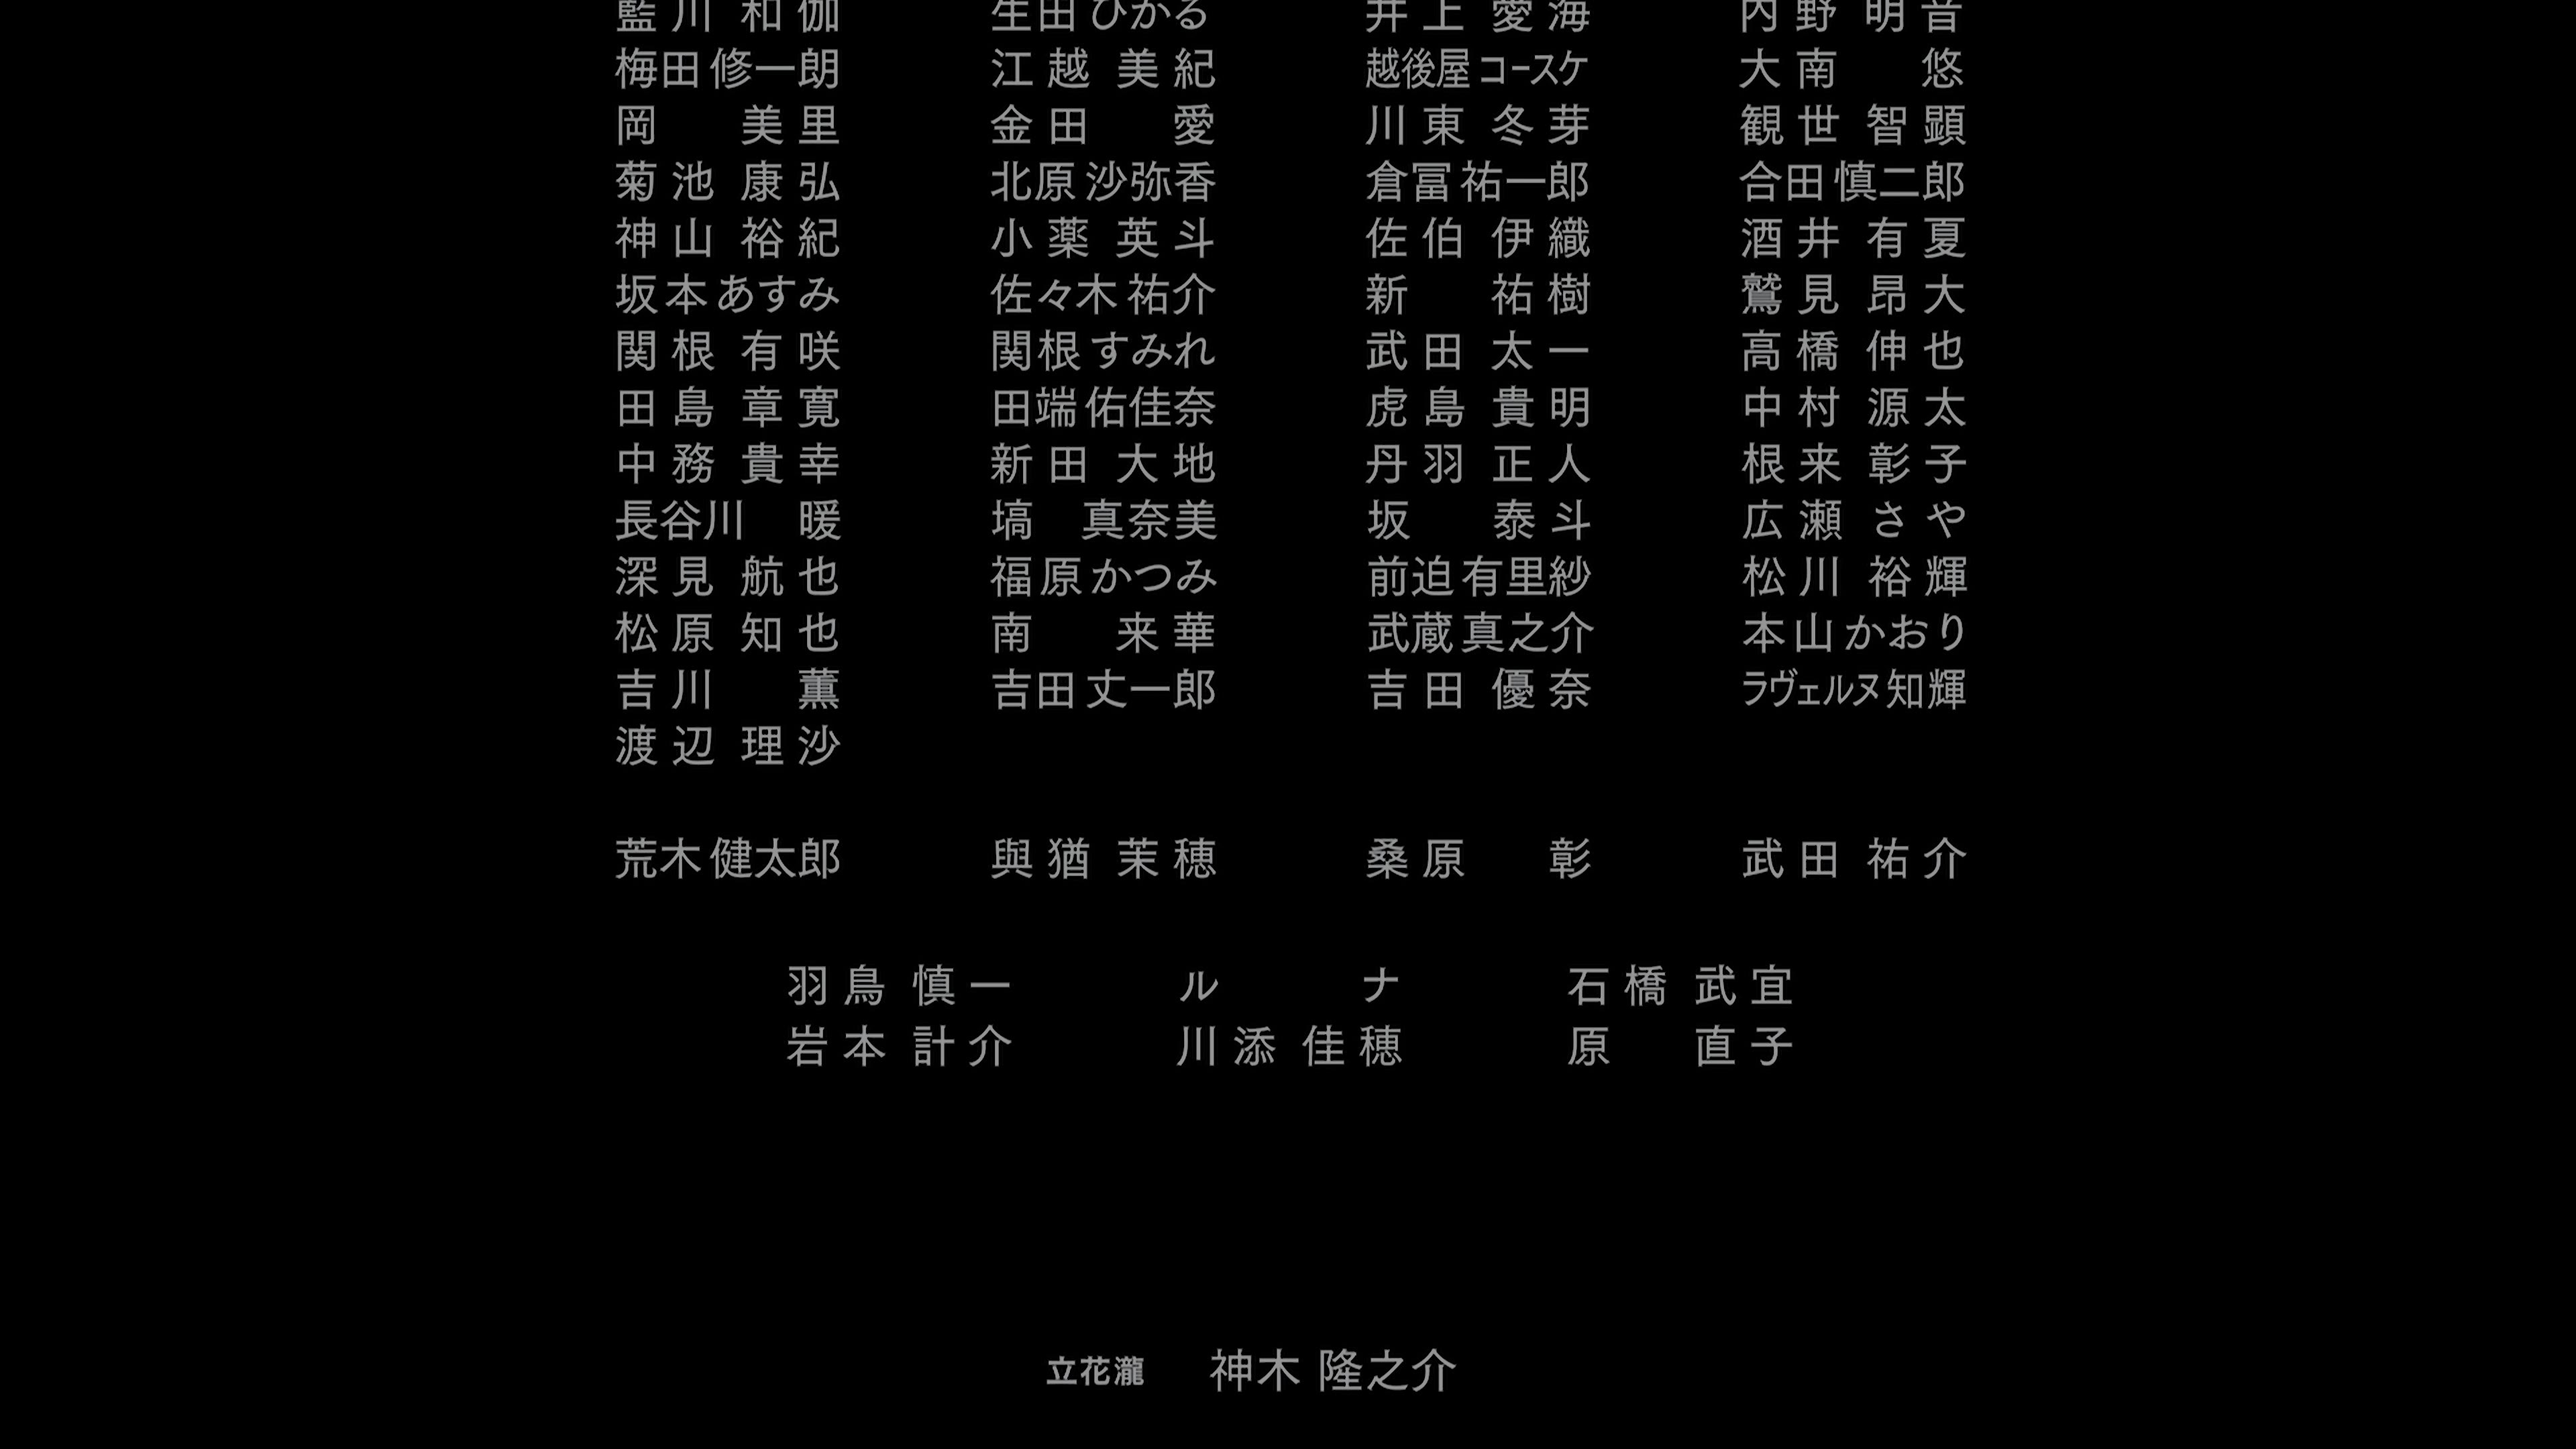 藍川和伽 生田ひかる 井上愛海 内野明音
梅田修一朗 江越美紀 越後屋コースケ 大南悠
岡美里 金田愛 川東冬芽 観世智顕
菊池康弘 北原沙弥香 倉冨祐一郎 合田慎二郎
神山裕紀 小薬英斗 佐伯伊織 酒井有夏
坂本あすみ 佐々木祐介 新祐樹 鷲見昂大
関根有咲 関根すみれ 武田太一 高橋伸也
田島章寛 田端佑佳奈 虎島貴明 中村源太
中務貴幸 新田大地 丹羽正人 根来彰子
長谷川暖 塙真奈美 坂泰斗 広瀬さや
深見航也 福原かつみ 前迫有里紗 松川裕輝
松原知也 南来華 武蔵真之介 本山かおり
吉川薫 吉田丈一郎 吉田優奈 ラヴェルヌ知輝
渡辺理沙
荒木健太郎 與猶茉穂 桑原彰 武田祐介
羽鳥慎一 ルナ 石橋武宜
岩本計介 川添佳穂 原直子
立花瀧 神木隆之介